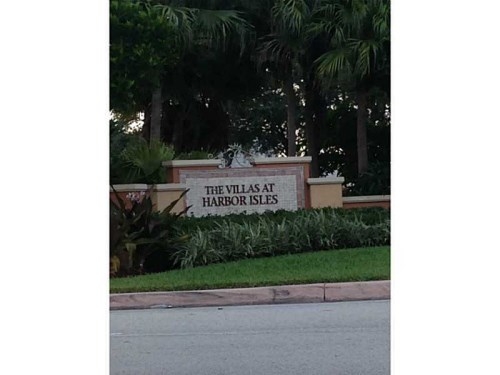 THE VILLAS AT
HARBOR ISLES